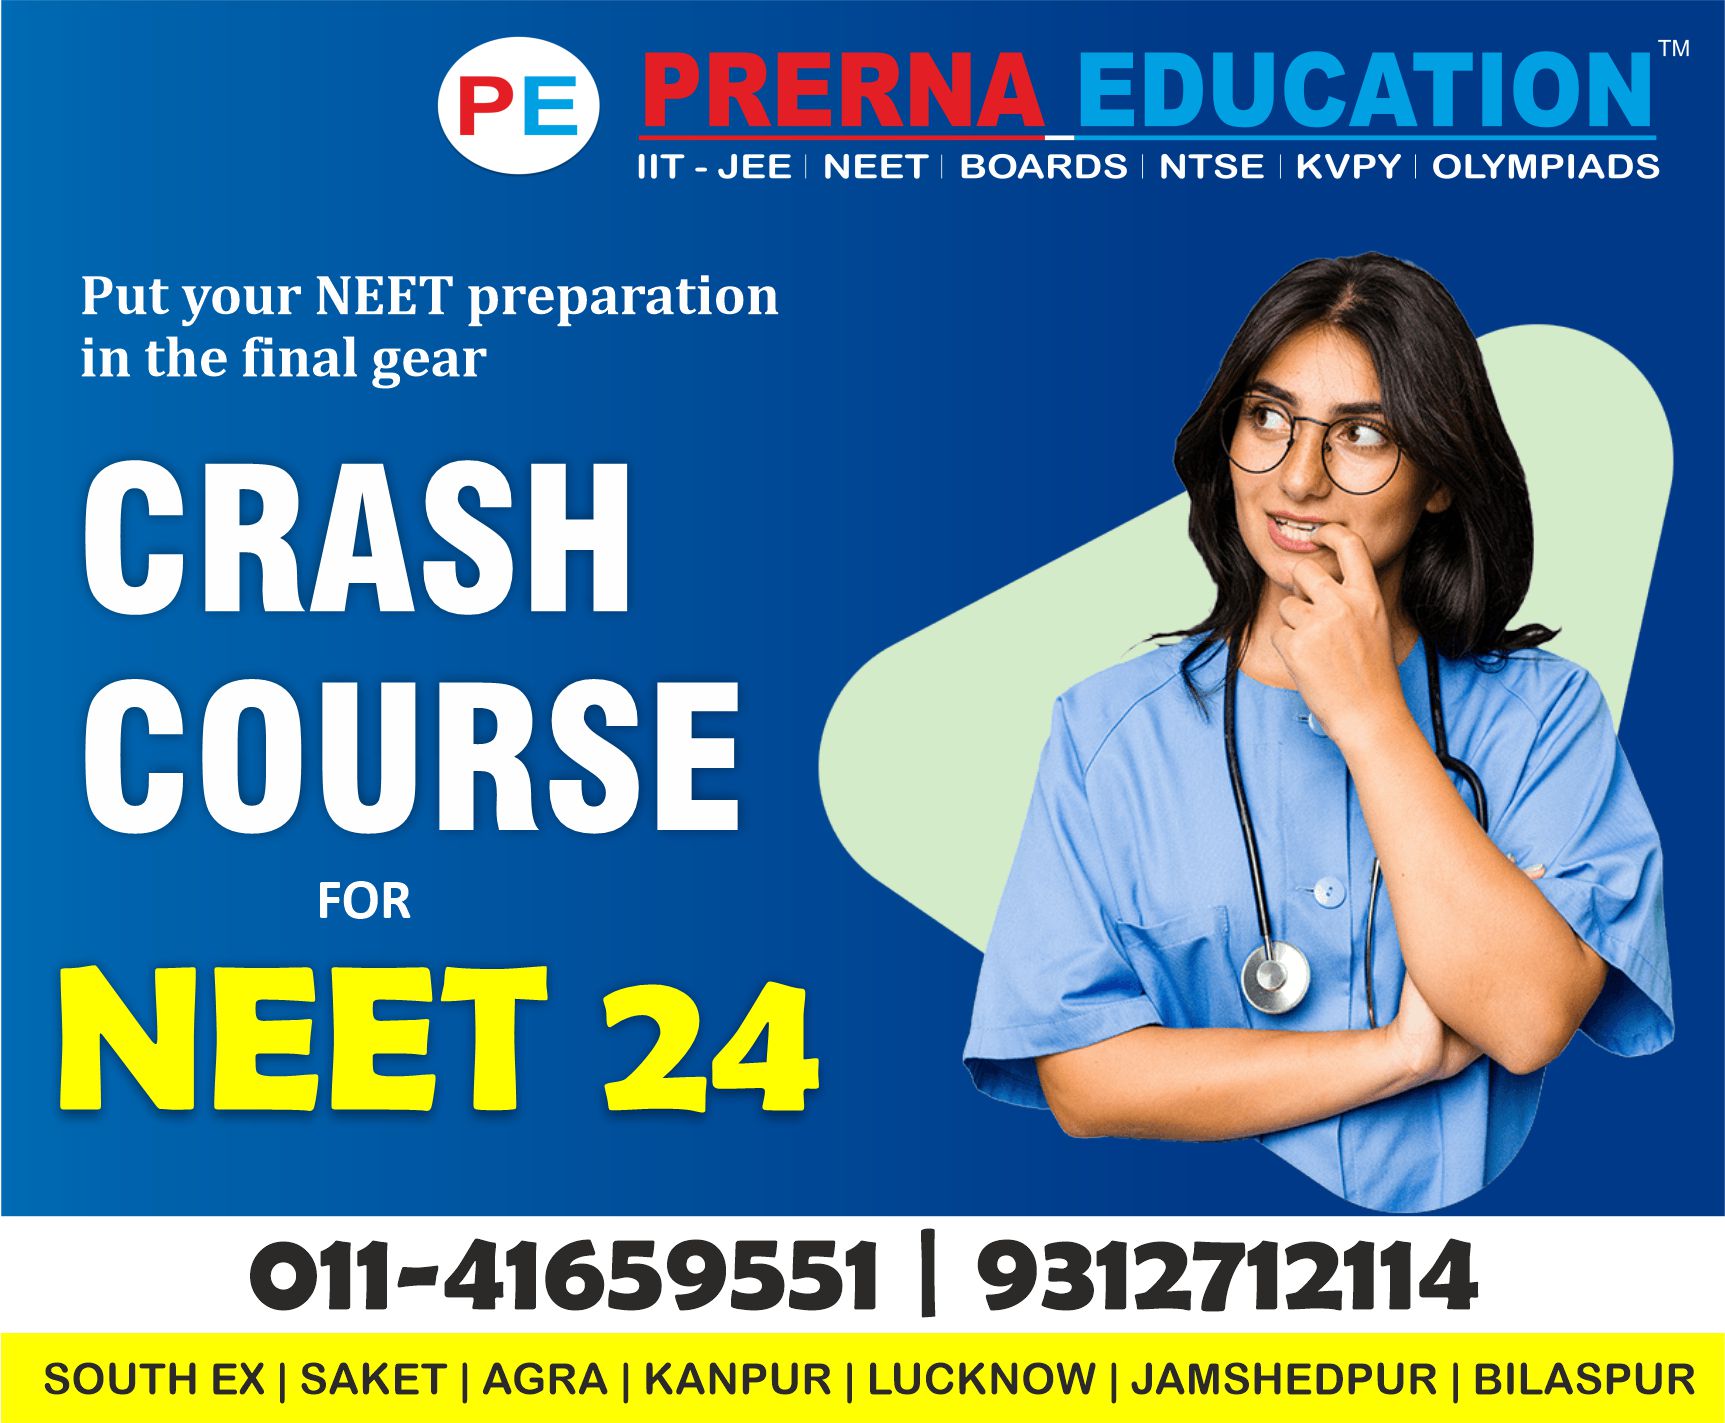 PE
PRERNA EDUCATION™
IIT - JEE | NEET | BOARDS | NTSE | KVPY | OLYMPIADS
Put your NEET preparation
in the final gear
CRASH
COURSE
FOR
NEET 24
011-41659551 | 9312712114
SOUTH EX | SAKET | AGRA | KANPUR | LUCKNOW | JAMSHEDPUR | BILASPUR